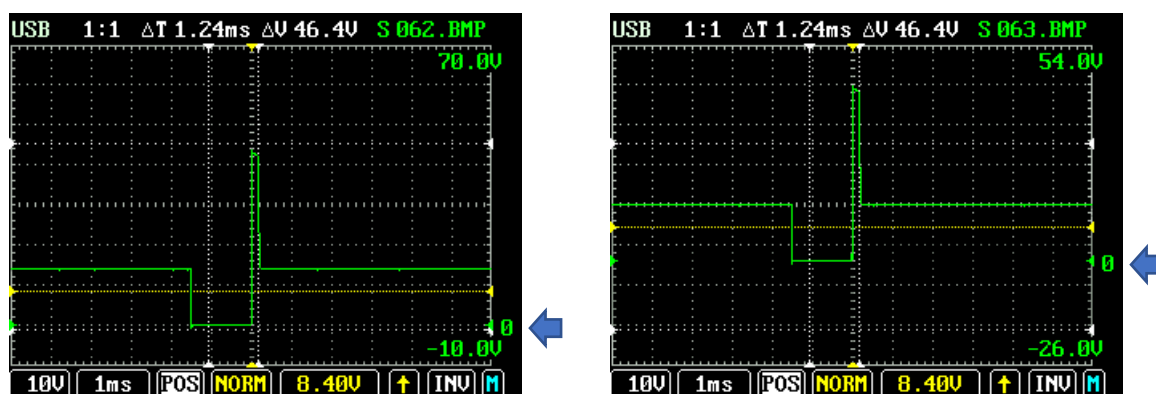 USB 1:1 ΔT 1.24ms ΔV 46.4V S 062.BMP
70.0V
0
-10.0V
10V 1ms POS NORM 8.40V ↑ INV M
USB 1:1 ΔT 1.24ms ΔV 46.4V S 063.BMP
54.0V
0
-26.0V
10V 1ms POS NORM 8.40V ↑ INV M